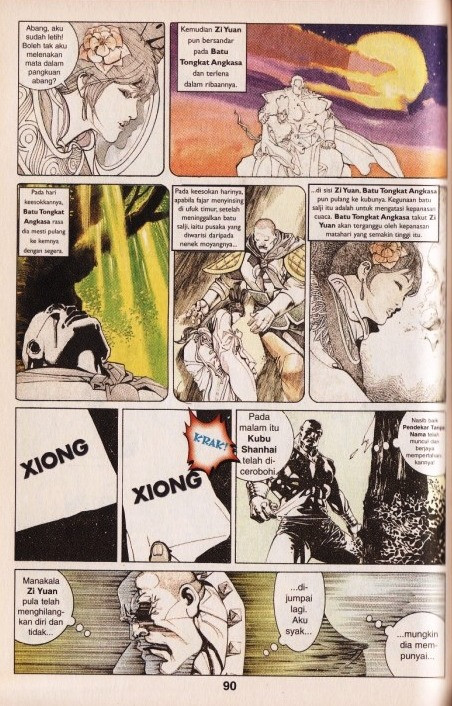 Abang, aku
sudah letih!
Boleh tak aku
melenakan
mata dalam
pangkuan
abang?
Kemudian Zi Yuan
pun bersandar
pada Batu
Tongkat Angkasa
dan terlena
dalam ribaannya.
Pada hari
keesokkannya,
Batu Tongkat
Angkasa rasa
dia mesti pulang
ke kemnya
dengan segera.
Pada keesokan harinya,
apabila fajar menyinsing
di ufuk timur; setelah
meninggalkan batu
salji, iaitu pusaka yang
diwarisi daripada
nenek moyangnya...
...di sisi Zi Yuan, Batu Tongkat Angkasa
pun pulang ke kubunya. Kegunaan batu
salji itu adalah untuk mengatasi kepanasan
cuaca. Batu Tongkat Angkasa takut Zi
Yuan akan terganggu oleh kepanasan
matahari yang semakin tinggi itu.
XIONG
XIONG
KRAK!
Pada
malam itu
Kubu
Shanhai
telah di-
cerobohi.
Nasib baik
Pendekar Tanpa
Nama telah
muncul dan
berjaya
mempertahan-
kannya!
Manakala
Zi Yuan
pula telah
menghilang-
kan diri dan
tidak...
...di-
jumpai
lagi. Aku
syak...
...mungkin
dia mem-
punyai...
90